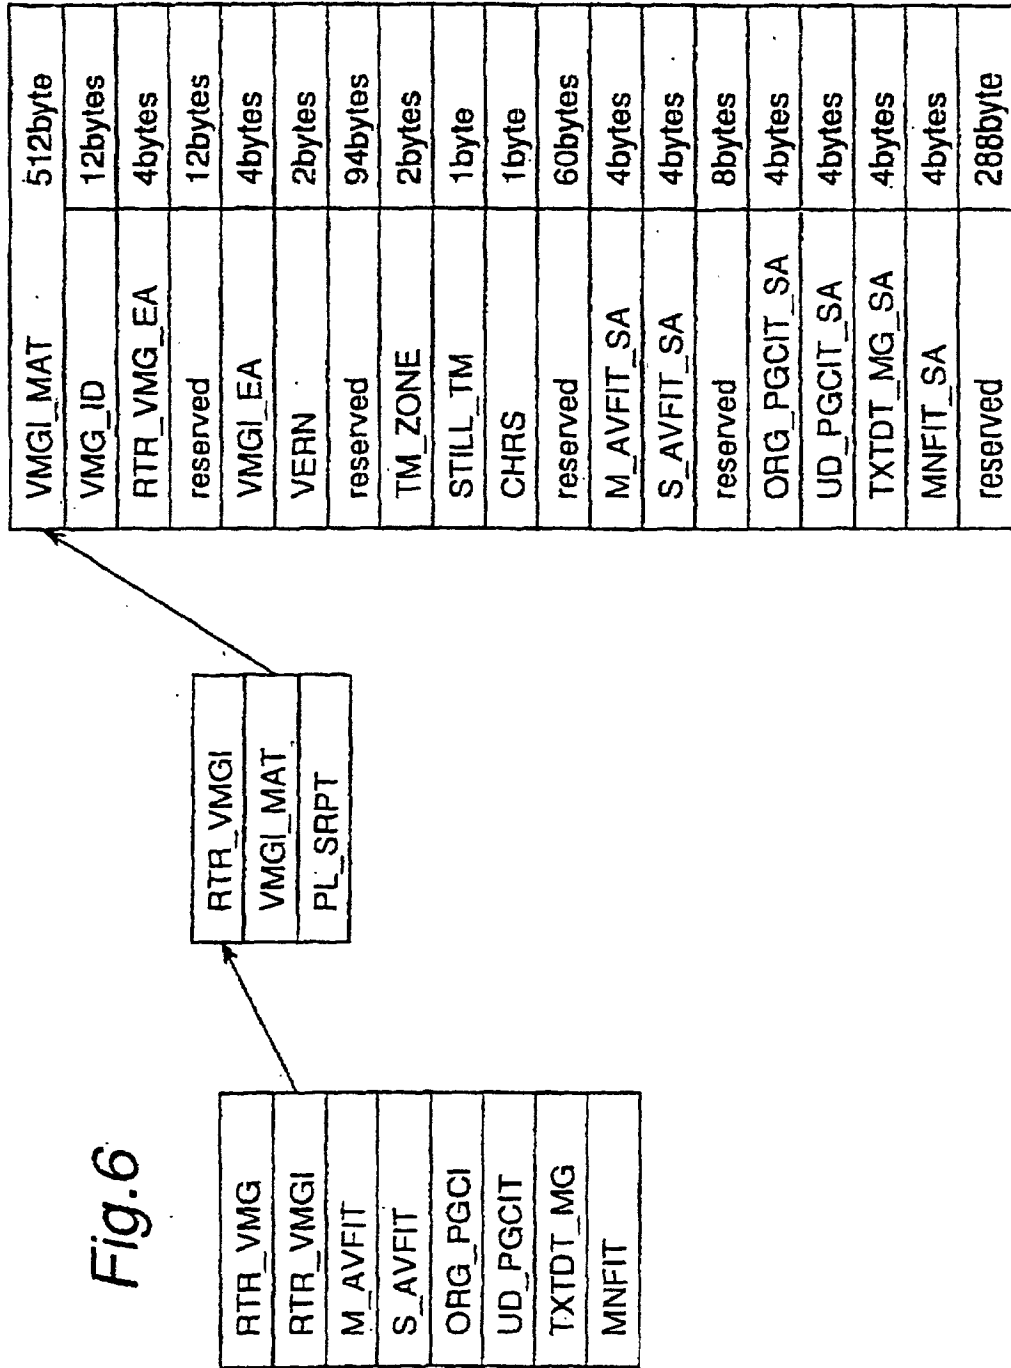 Fig.6
RTR_VMG
RTR_VMGI
M_AVFIT
S_AVFIT
ORG_PGCI
UD_PGCIT
TXTDT_MG
MNFIT
RTR_VMGI
VMGI_MAT
PL_SRPT
VMGI_MAT 512byte
VMG_ID 12bytes
RTR_VMG_EA 4bytes
reserved 12bytes
VMGI_EA 4bytes
VERN 2bytes
reserved 94bytes
TM_ZONE 2bytes
STILL_TM 1byte
CHRS 1byte
reserved 60bytes
M_AVFIT_SA 4bytes
S_AVFIT_SA 4bytes
reserved 8bytes
ORG_PGCIT_SA 4bytes
UD_PGCIT_SA 4bytes
TXTDT_MG_SA 4bytes
MNFIT_SA 4bytes
reserved 288byte